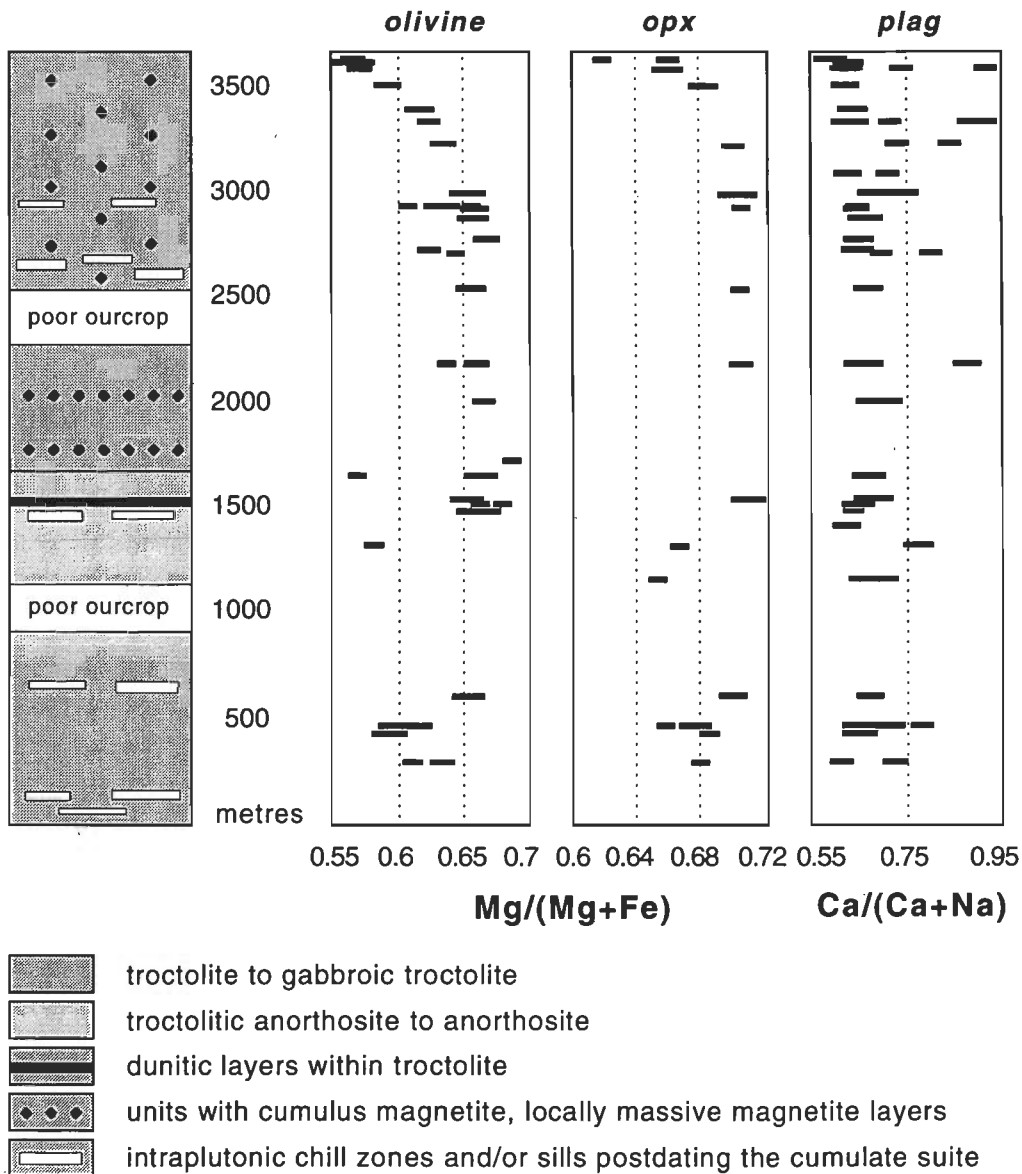 olivine opx plag
3500
3000
2500
poor ourcrop
2000
1500
1000
poor ourcrop
500
metres
0.55 0.6 0.65 0.7 0.6 0.64 0.68 0.72 0.55 0.75 0.95
Mg/(Mg+Fe) Ca/(Ca+Na)
troctolite to gabbroic troctolite
troctolitic anorthosite to anorthosite
dunitic layers within troctolite
units with cumulus magnetite, locally massive magnetite layers
intraplutonic chill zones and/or sills postdating the cumulate suite